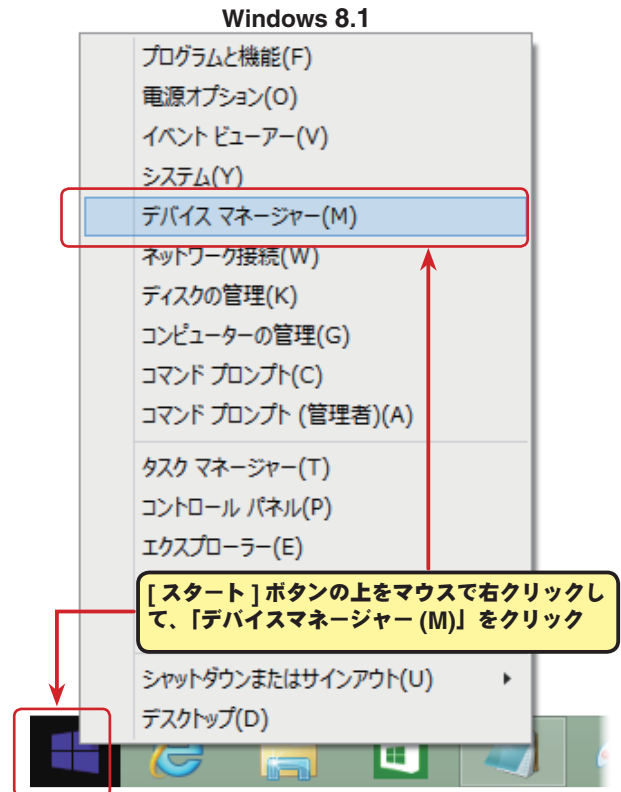 Windows 8.1
プログラムと機能(F)
電源オプション(O)
イベント ビューアー(V)
システム(Y)
デバイス マネージャー(M)
ネットワーク接続(W)
ディスクの管理(K)
コンピューターの管理(G)
コマンド プロンプト(C)
コマンド プロンプト (管理者)(A)
タスク マネージャー(T)
コントロール パネル(P)
エクスプローラー(E)
[ スタート ] ボタンの上をマウスで右クリックし
て、「デバイスマネージャー (M)」をクリック
シャットダウンまたはサインアウト(U)
デスクトップ(D)